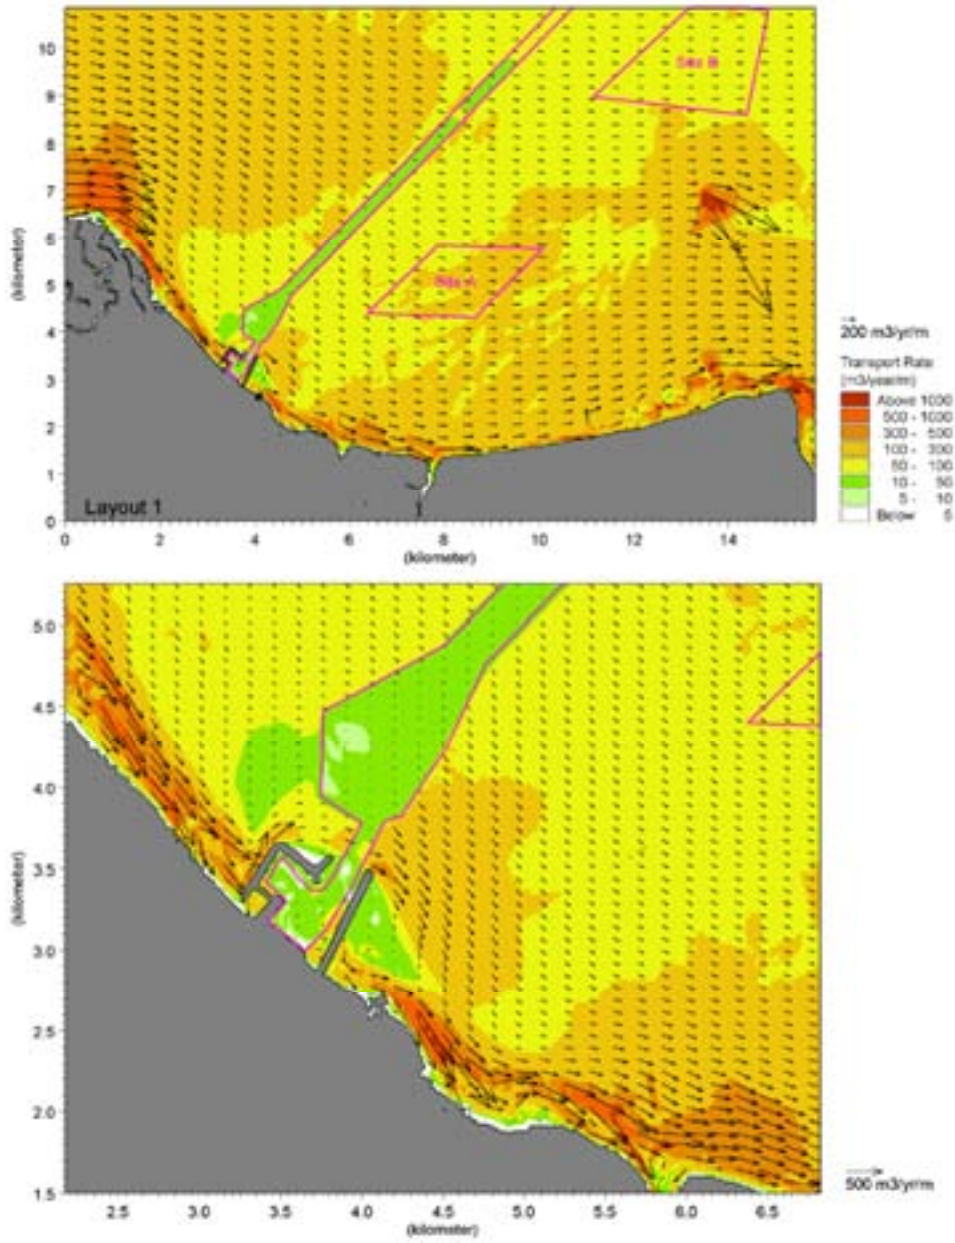 10
9
8
7
6
5
4
3
2
1
0
(kilometer)
Site B
Site A
Layout 1
0 2 4 6 8 10 12 14
(kilometer)
200 m3/yr/m
Transport Rate
(m3/year/m)
Above 1000
500 - 1000
300 - 500
100 - 300
50 - 100
10 - 50
5 - 10
Below 5
5.0
4.5
4.0
3.5
3.0
2.5
2.0
1.5
(kilometer)
2.5 3.0 3.5 4.0 4.5 5.0 5.5 6.0 6.5
(kilometer)
500 m3/yr/m